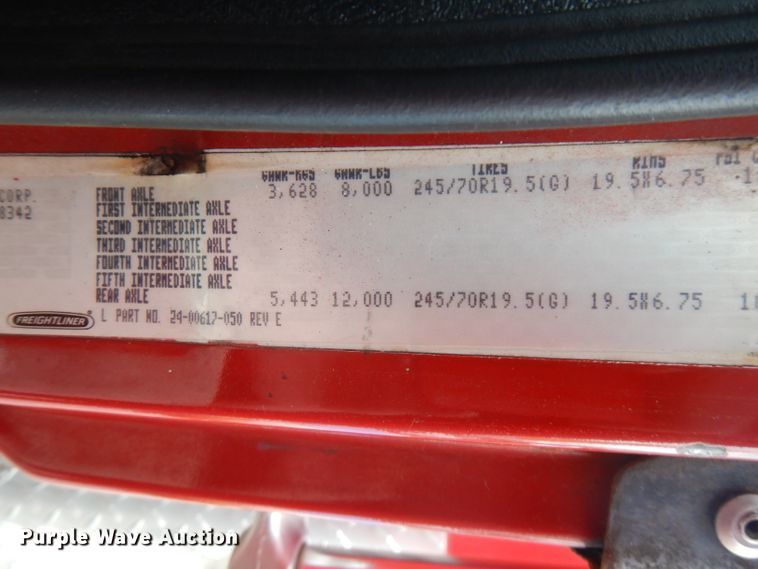 GAWR-KGS GAWR-LBS TIRES RIMS PSI
CORP. FRONT AXLE 3,628 8,000 245/70R19.5(G) 19.5X6.75
8342 FIRST INTERMEDIATE AXLE
SECOND INTERMEDIATE AXLE
THIRD INTERMEDIATE AXLE
FOURTH INTERMEDIATE AXLE
FIFTH INTERMEDIATE AXLE
REAR AXLE 5,443 12,000 245/70R19.5(G) 19.5X6.75
FREIGHTLINER L PART NO. 24-00617-050 REV E
Purple Wave Auction